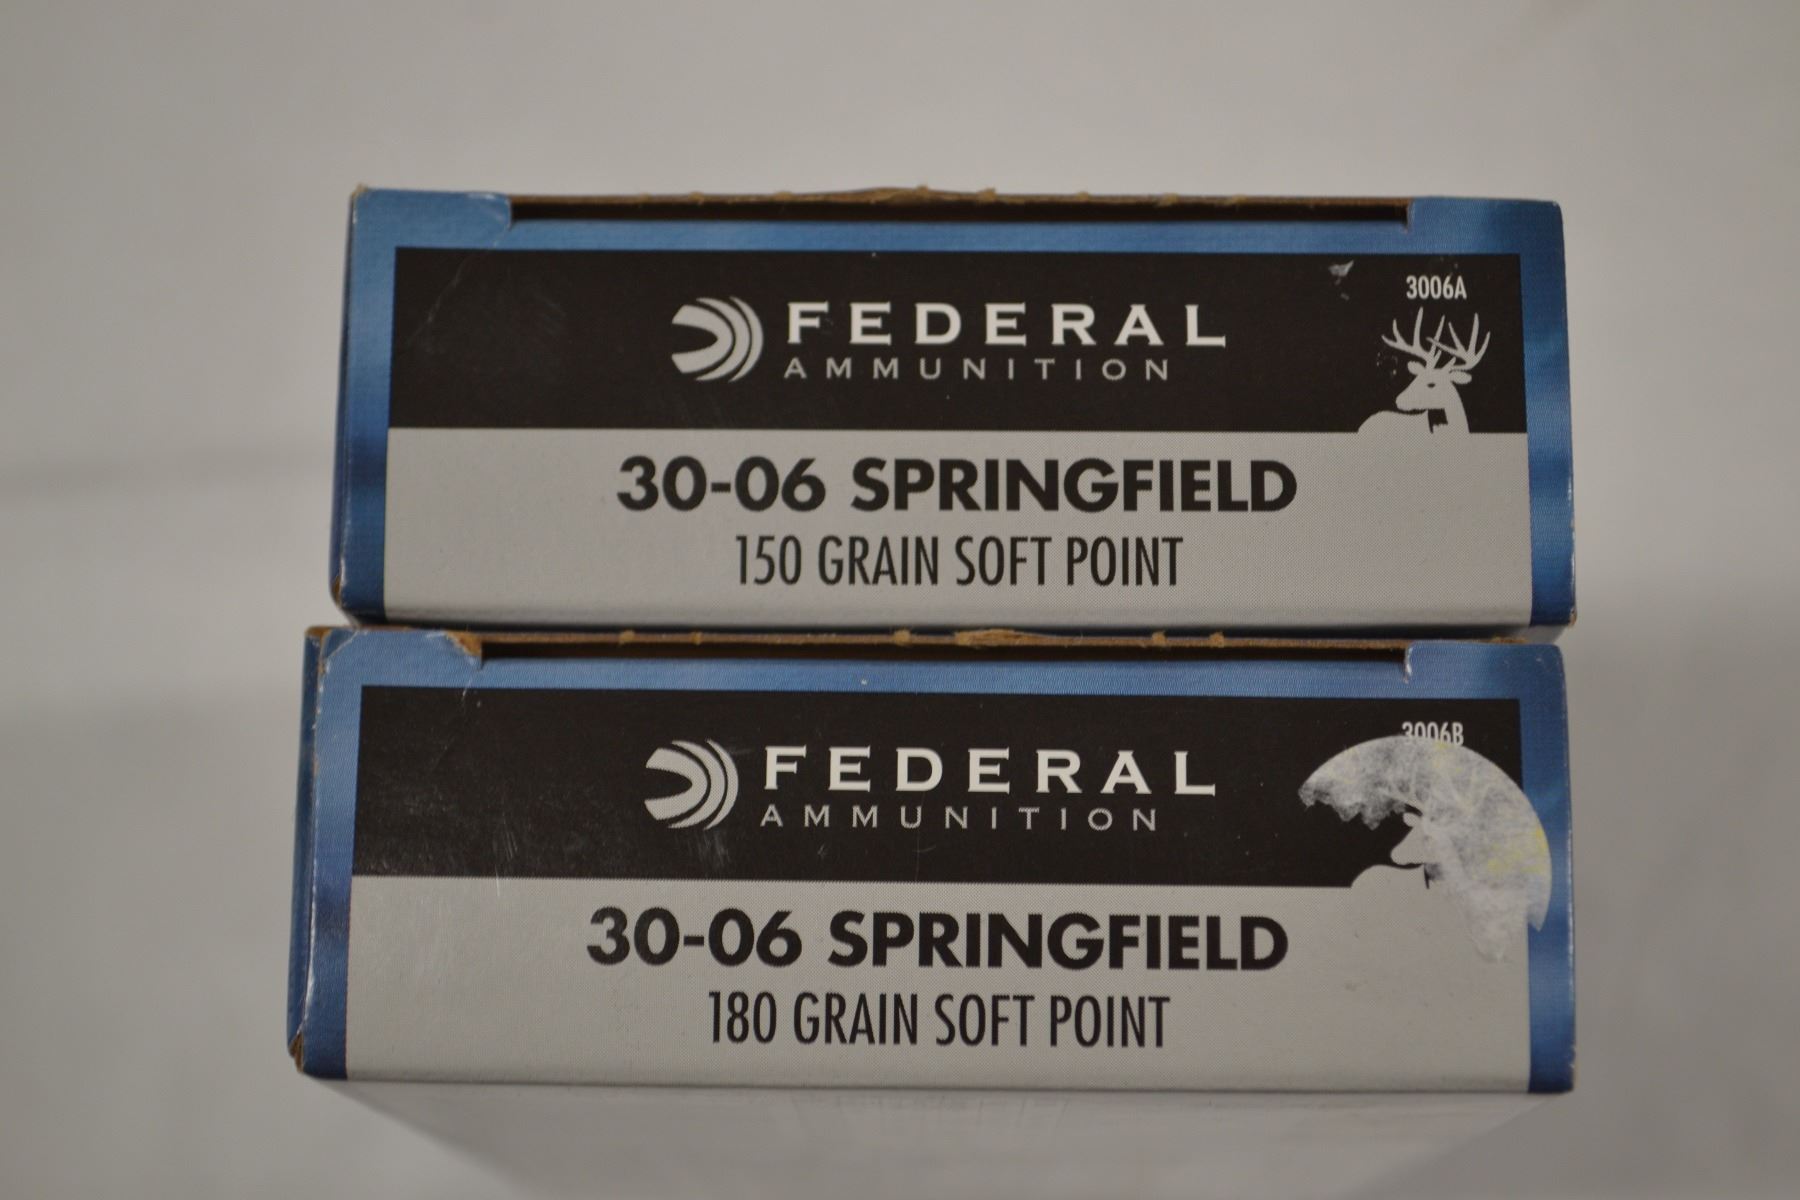 3006A
FEDERAL
AMMUNITION
30-06 SPRINGFIELD
150 GRAIN SOFT POINT
3006B
FEDERAL
AMMUNITION
30-06 SPRINGFIELD
180 GRAIN SOFT POINT